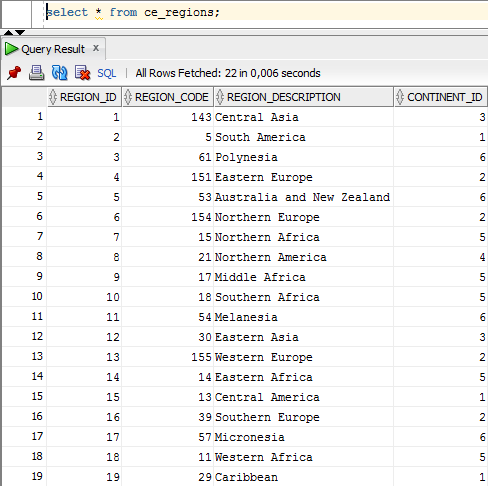 select * from ce_regions;
Query Result x
SQL | All Rows Fetched: 22 in 0,006 seconds
REGION_ID REGION_CODE REGION_DESCRIPTION CONTINENT_ID
1 1 143 Central Asia 3
2 2 5 South America 1
3 3 61 Polynesia 6
4 4 151 Eastern Europe 2
5 5 53 Australia and New Zealand 6
6 6 154 Northern Europe 2
7 7 15 Northern Africa 5
8 8 21 Northern America 4
9 9 17 Middle Africa 5
10 10 18 Southern Africa 5
11 11 54 Melanesia 6
12 12 30 Eastern Asia 3
13 13 155 Western Europe 2
14 14 14 Eastern Africa 5
15 15 13 Central America 1
16 16 39 Southern Europe 2
17 17 57 Micronesia 6
18 18 11 Western Africa 5
19 19 29 Caribbean 1